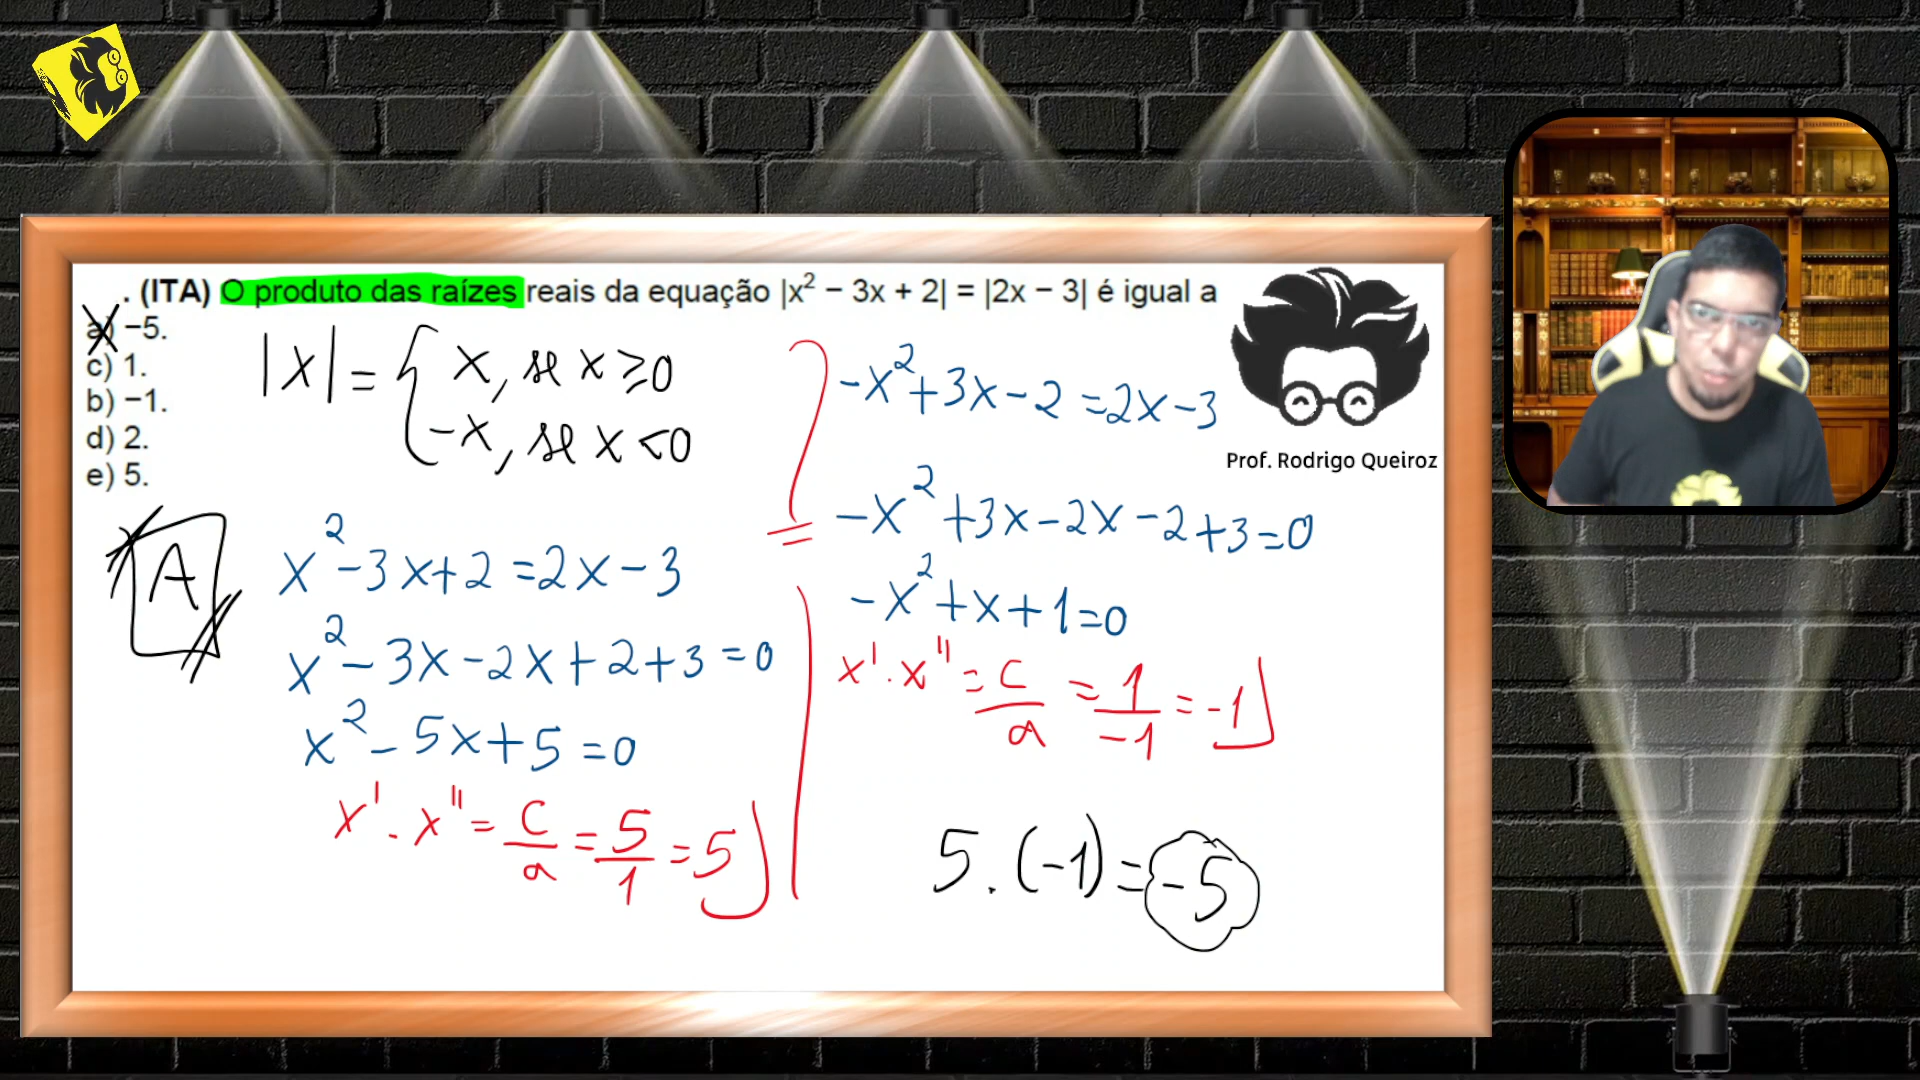 . (ITA) O produto das raízes reais da equação |x² − 3x + 2| = |2x − 3| é igual a
a) −5.
c) 1.
b) −1.
d) 2.
e) 5.
|x| = { x, se x ≥ 0
-x, se x < 0
A
x² - 3x + 2 = 2x - 3
x² - 3x - 2x + 2 + 3 = 0
x² - 5x + 5 = 0
x' . x'' = c/a = 5/1 = 5
-x² + 3x - 2 = 2x - 3
-x² + 3x - 2x - 2 + 3 = 0
-x² + x + 1 = 0
x' . x'' = c/a = 1/-1 = -1
5 . (-1) = -5
Prof. Rodrigo Queiroz